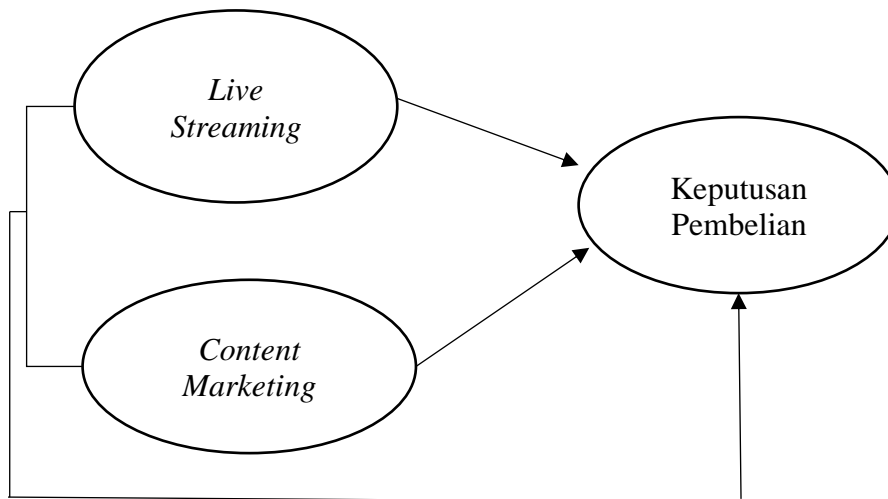 Live
Streaming
Keputusan
Pembelian
Content
Marketing